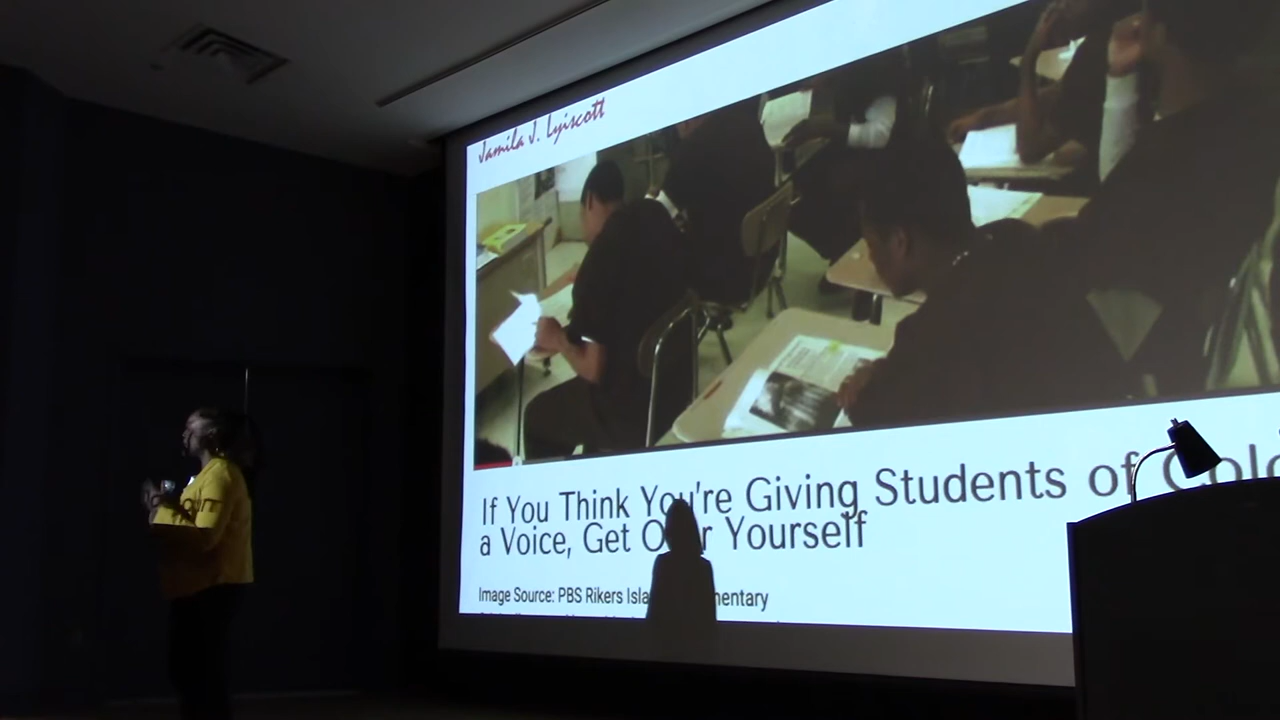 Jamila J. Lyiscott
If You Think You're Giving Students of Colo
a Voice, Get O r Yourself
Image Source: PBS Rikers Isla mentary